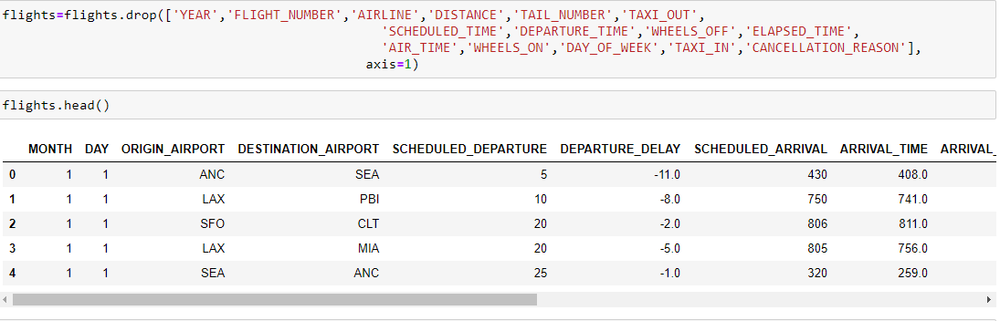 flights=flights.drop(['YEAR','FLIGHT_NUMBER','AIRLINE','DISTANCE','TAIL_NUMBER','TAXI_OUT',
'SCHEDULED_TIME','DEPARTURE_TIME','WHEELS_OFF','ELAPSED_TIME',
'AIR_TIME','WHEELS_ON','DAY_OF_WEEK','TAXI_IN','CANCELLATION_REASON'],
axis=1)
flights.head()
MONTH DAY ORIGIN_AIRPORT DESTINATION_AIRPORT SCHEDULED_DEPARTURE DEPARTURE_DELAY SCHEDULED_ARRIVAL ARRIVAL_TIME ARRIVAL_
0 1 1 ANC SEA 5 -11.0 430 408.0
1 1 1 LAX PBI 10 -8.0 750 741.0
2 1 1 SFO CLT 20 -2.0 806 811.0
3 1 1 LAX MIA 20 -5.0 805 756.0
4 1 1 SEA ANC 25 -1.0 320 259.0